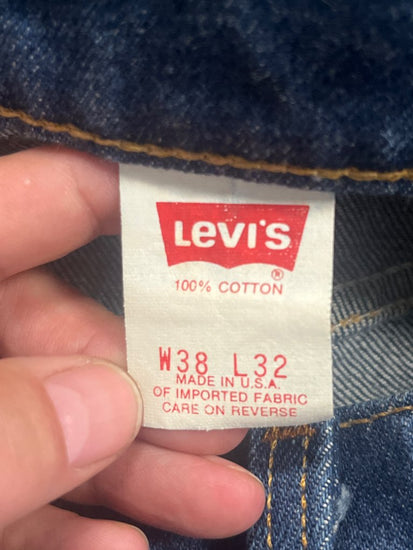 Levi's
®
100% COTTON
W38 L32
MADE IN U.S.A.
OF IMPORTED FABRIC
CARE ON REVERSE